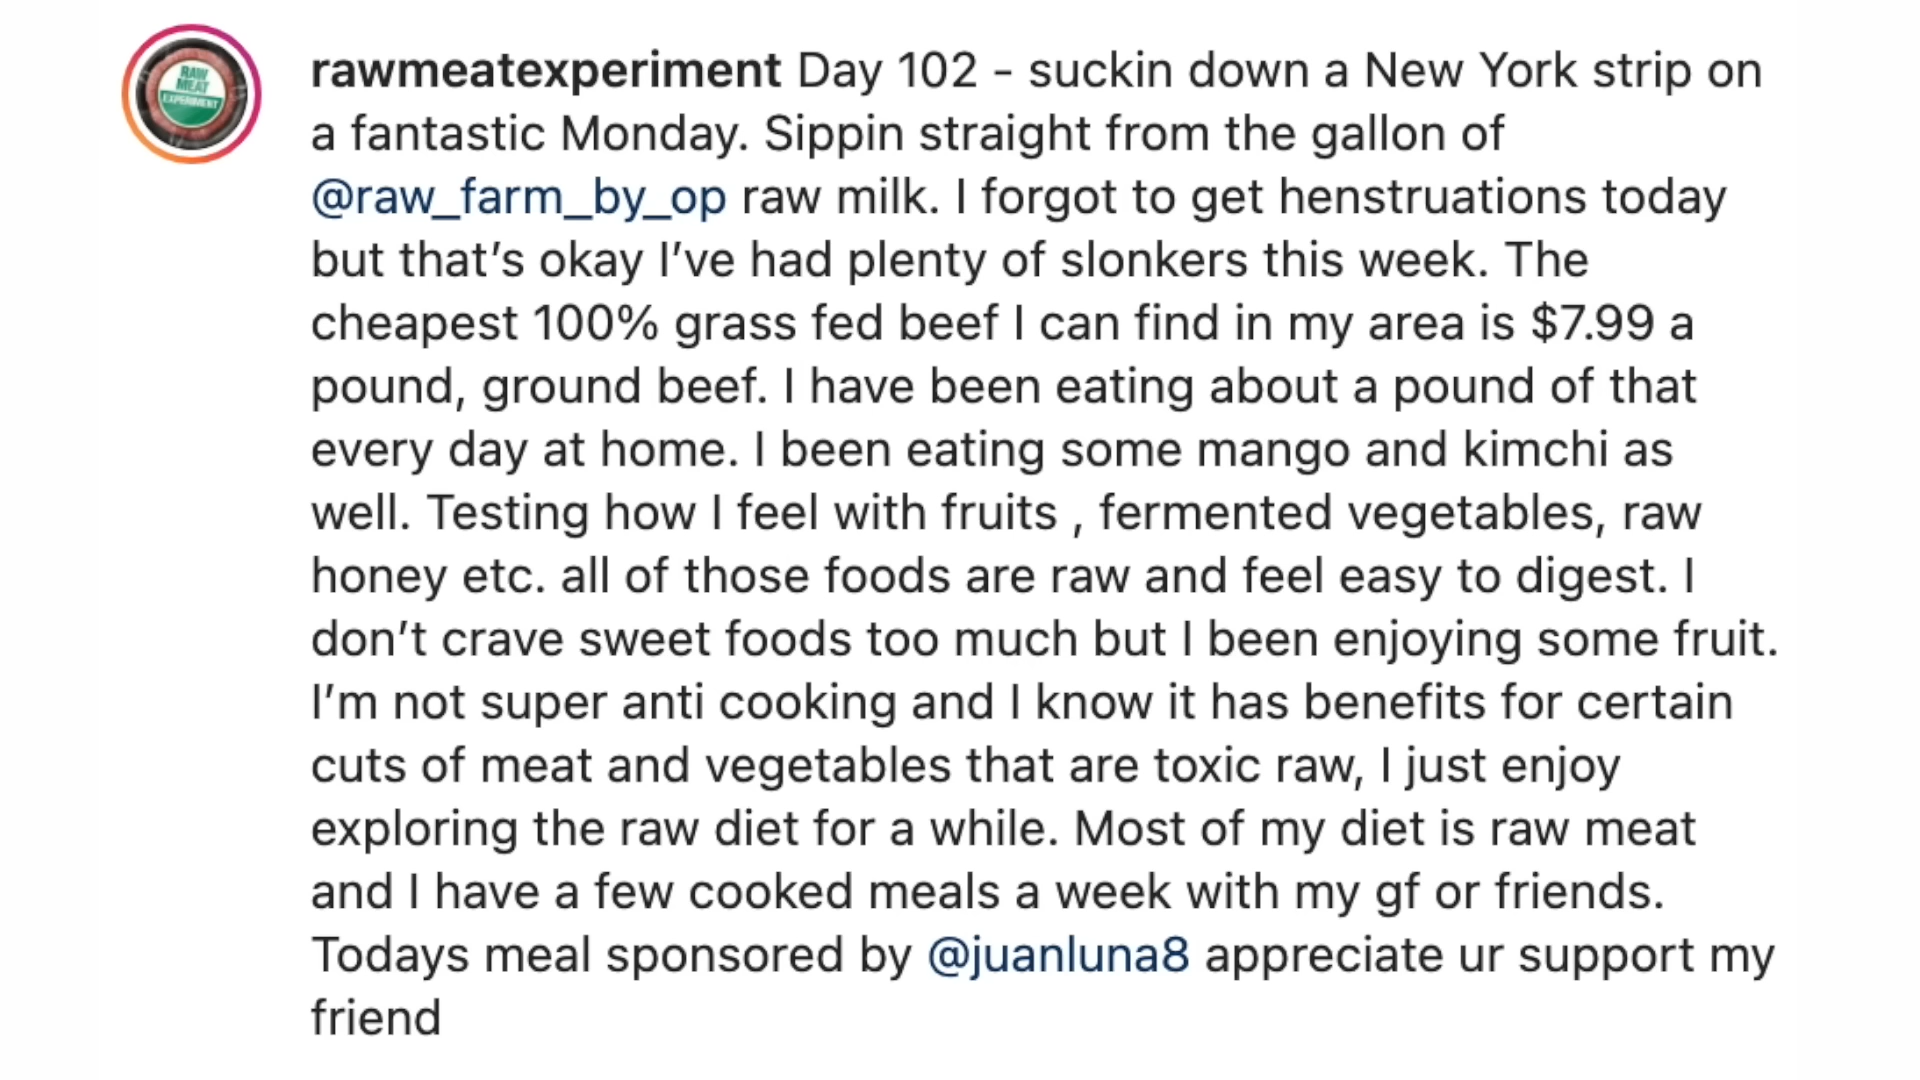 RAW
MEAT
EXPERIMENT
rawmeatexperiment Day 102 - suckin down a New York strip on
a fantastic Monday. Sippin straight from the gallon of
@raw_farm_by_op raw milk. I forgot to get henstruations today
but that’s okay I’ve had plenty of slonkers this week. The
cheapest 100% grass fed beef I can find in my area is $7.99 a
pound, ground beef. I have been eating about a pound of that
every day at home. I been eating some mango and kimchi as
well. Testing how I feel with fruits , fermented vegetables, raw
honey etc. all of those foods are raw and feel easy to digest. I
don’t crave sweet foods too much but I been enjoying some fruit.
I’m not super anti cooking and I know it has benefits for certain
cuts of meat and vegetables that are toxic raw, I just enjoy
exploring the raw diet for a while. Most of my diet is raw meat
and I have a few cooked meals a week with my gf or friends.
Todays meal sponsored by @juanluna8 appreciate ur support my
friend